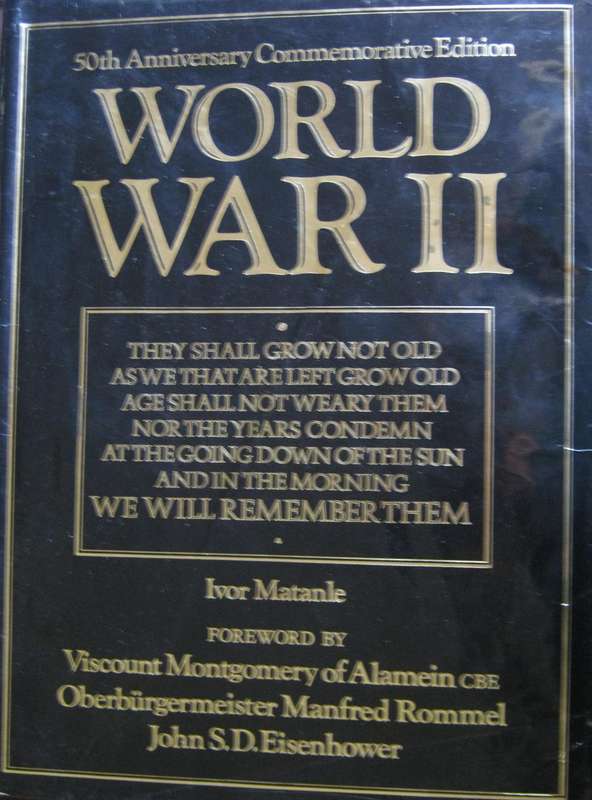 50th Anniversary Commemorative Edition
WORLD
WAR II
THEY SHALL GROW NOT OLD
AS WE THAT ARE LEFT GROW OLD
AGE SHALL NOT WEARY THEM
NOR THE YEARS CONDEMN
AT THE GOING DOWN OF THE SUN
AND IN THE MORNING
WE WILL REMEMBER THEM
Ivor Matanle
FOREWORD BY
Viscount Montgomery of Alamein CBE
Oberbürgermeister Manfred Rommel
John S.D. Eisenhower